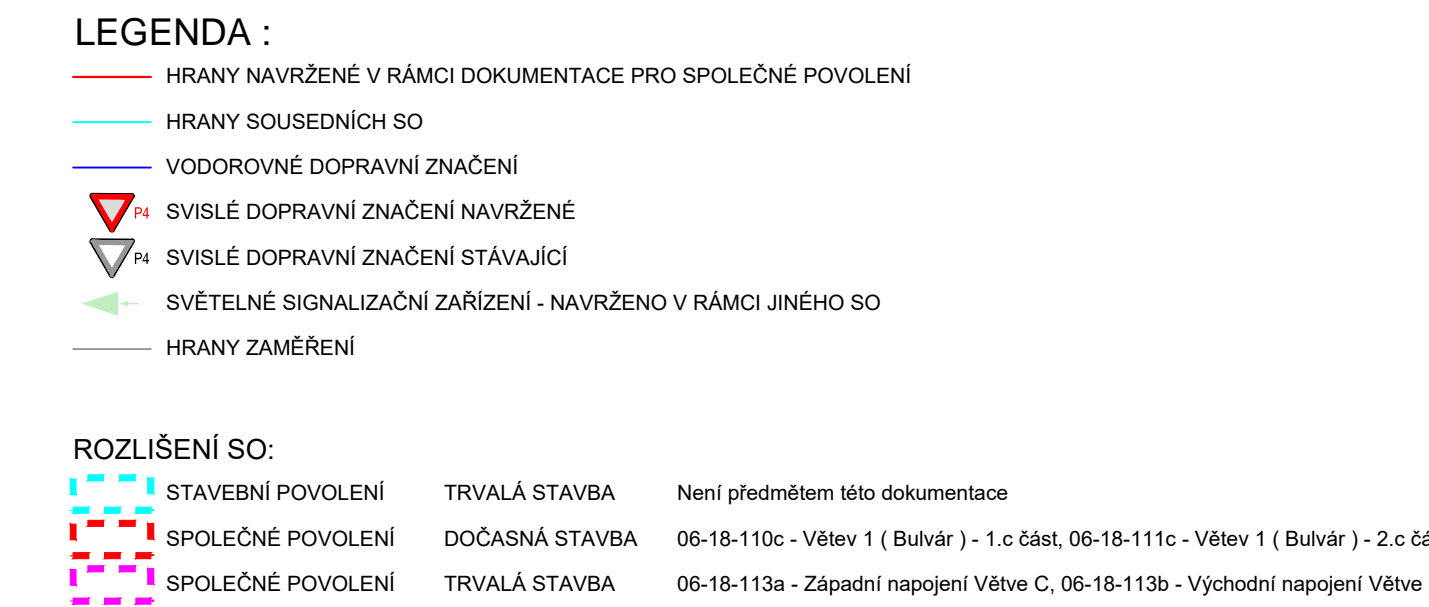 LEGENDA :
HRANY NAVRŽENÉ V RÁMCI DOKUMENTACE PRO SPOLEČNÉ POVOLENÍ
HRANY SOUSEDNÍCH SO
VODOROVNÉ DOPRAVNÍ ZNAČENÍ
P4 SVISLÉ DOPRAVNÍ ZNAČENÍ NAVRŽENÉ
P4 SVISLÉ DOPRAVNÍ ZNAČENÍ STÁVAJÍCÍ
SVĚTELNÉ SIGNALIZAČNÍ ZAŘÍZENÍ - NAVRŽENO V RÁMCI JINÉHO SO
HRANY ZAMĚŘENÍ
ROZLIŠENÍ SO:
STAVEBNÍ POVOLENÍ TRVALÁ STAVBA Není předmětem této dokumentace
SPOLEČNÉ POVOLENÍ DOČASNÁ STAVBA 06-18-110c - Větev 1 ( Bulvár ) - 1.c část, 06-18-111c - Větev 1 ( Bulvár ) - 2.c
SPOLEČNÉ POVOLENÍ TRVALÁ STAVBA 06-18-113a - Západní napojení Větve C, 06-18-113b - Východní napojení Větve